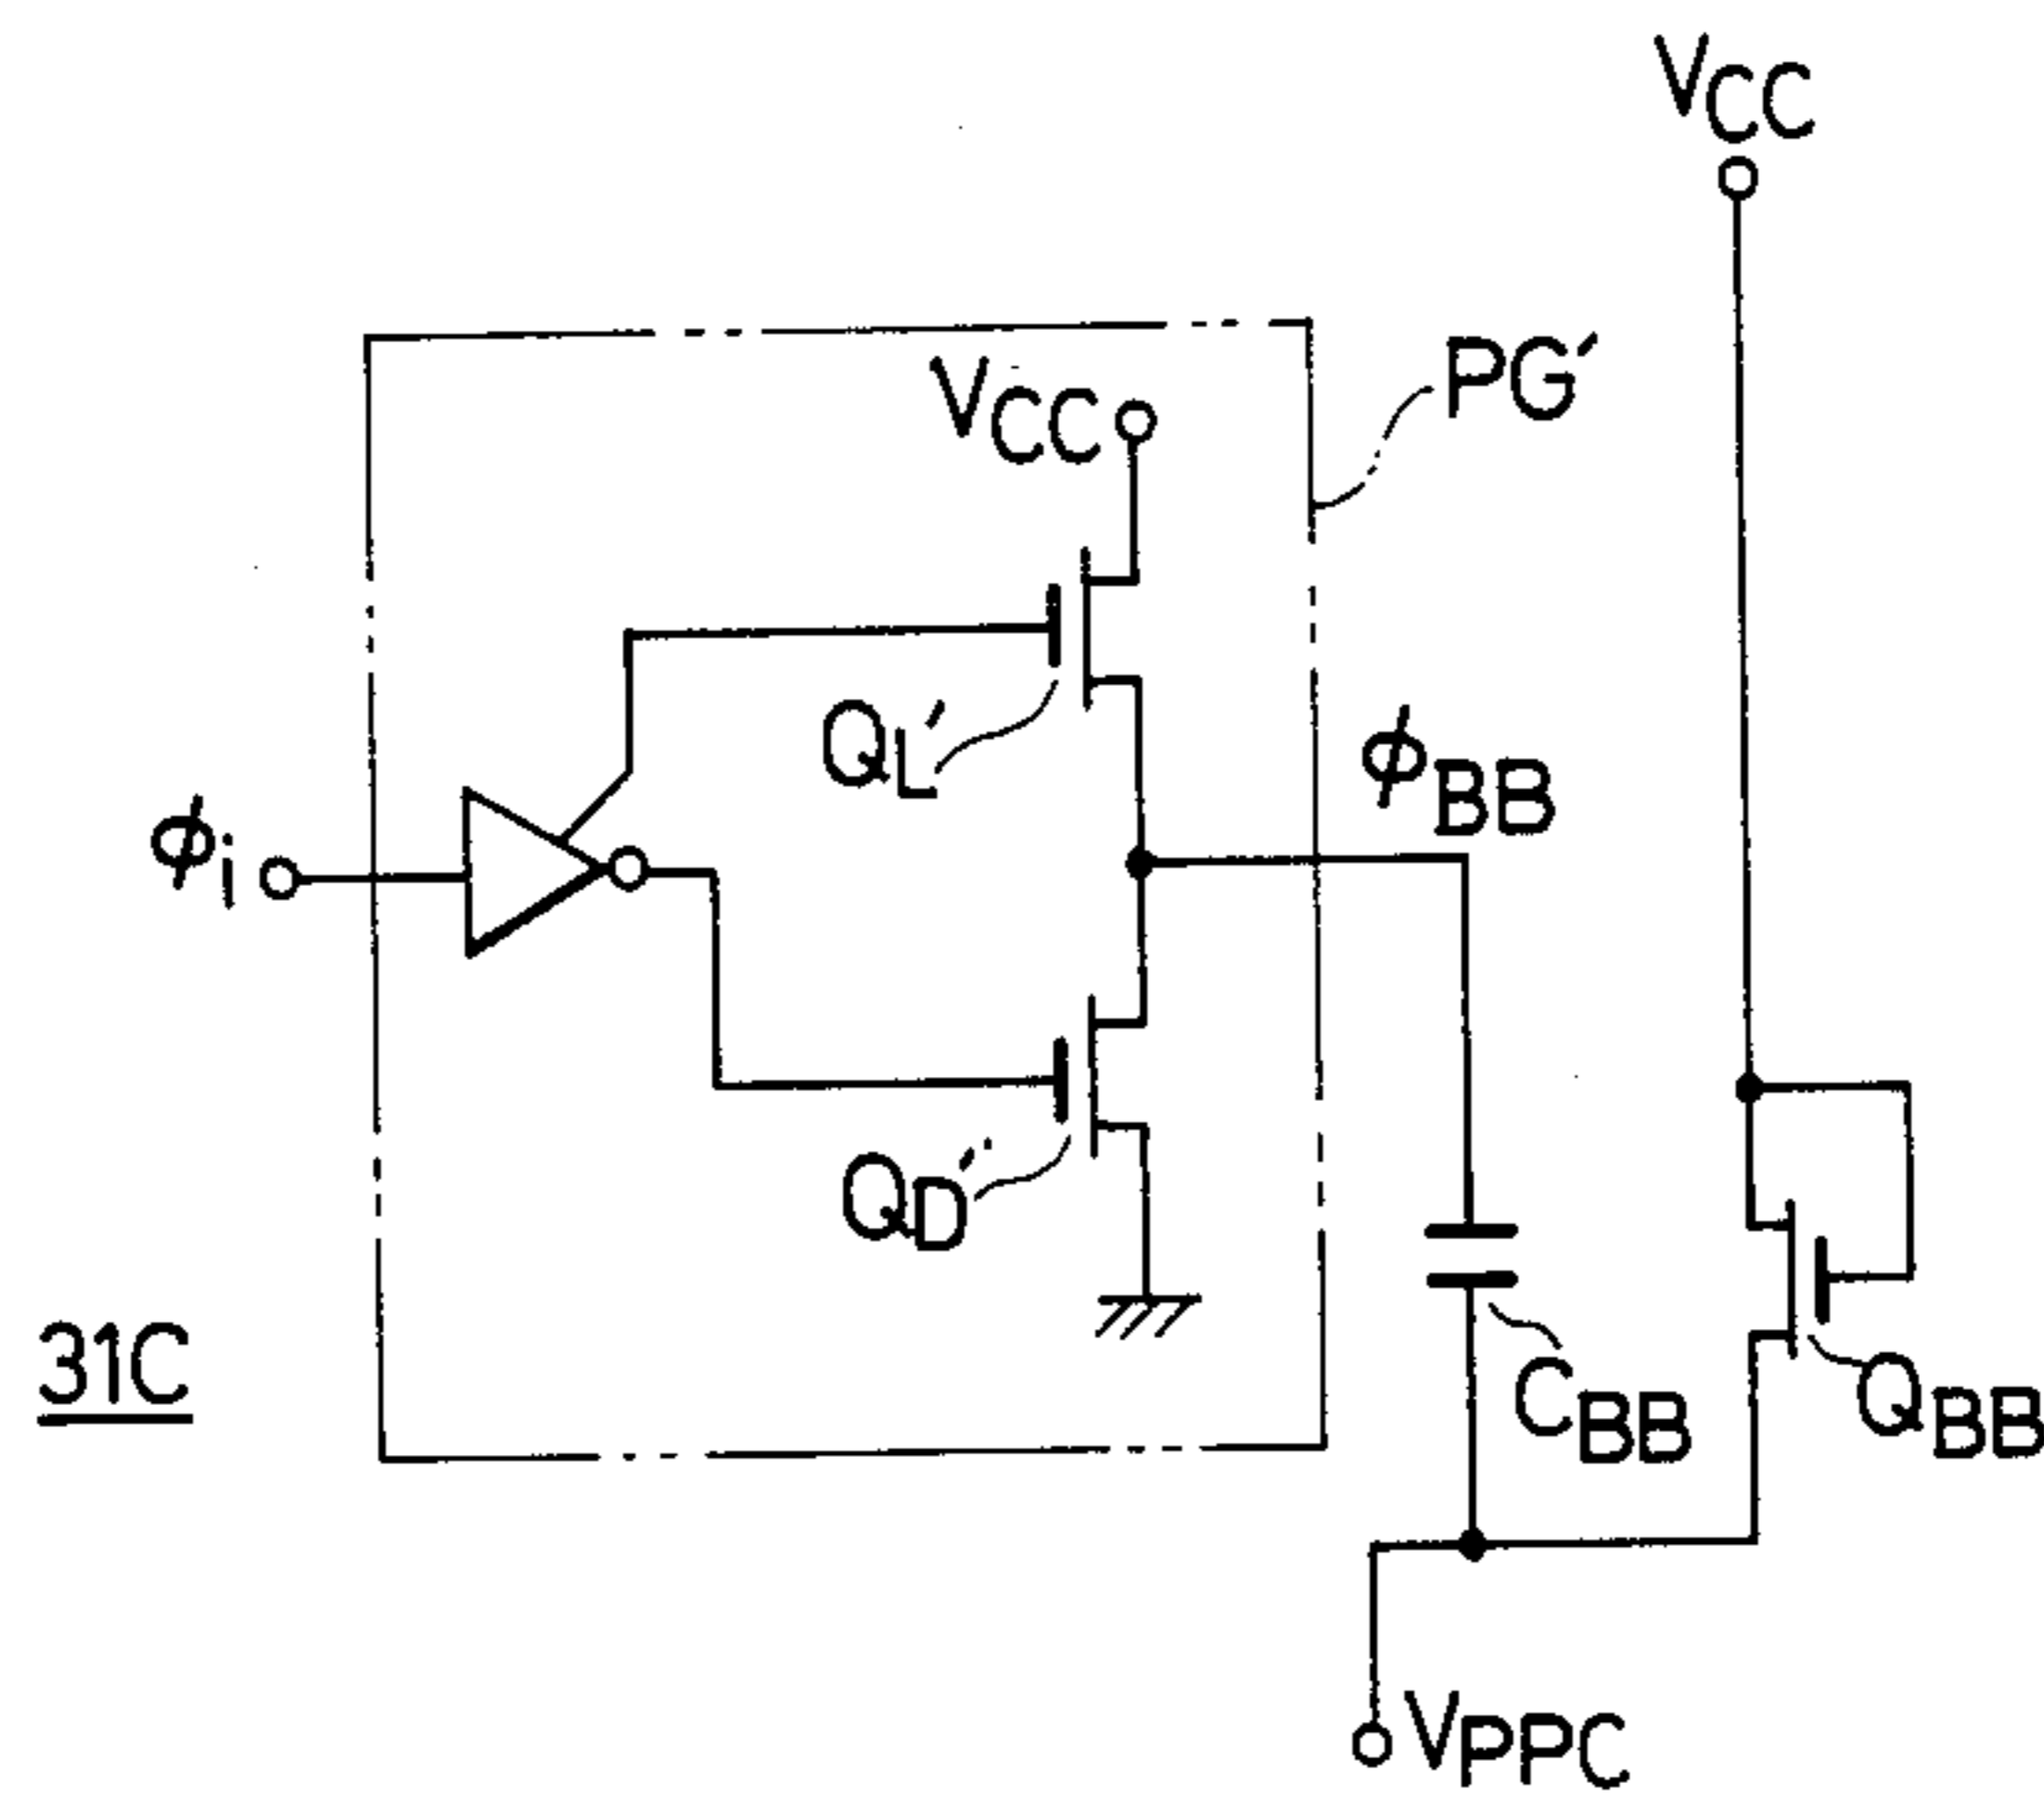 VCC
PG′
VCC
QL′
ϕBB
ϕi
QD′
31C
CBB
QBB
VPPC